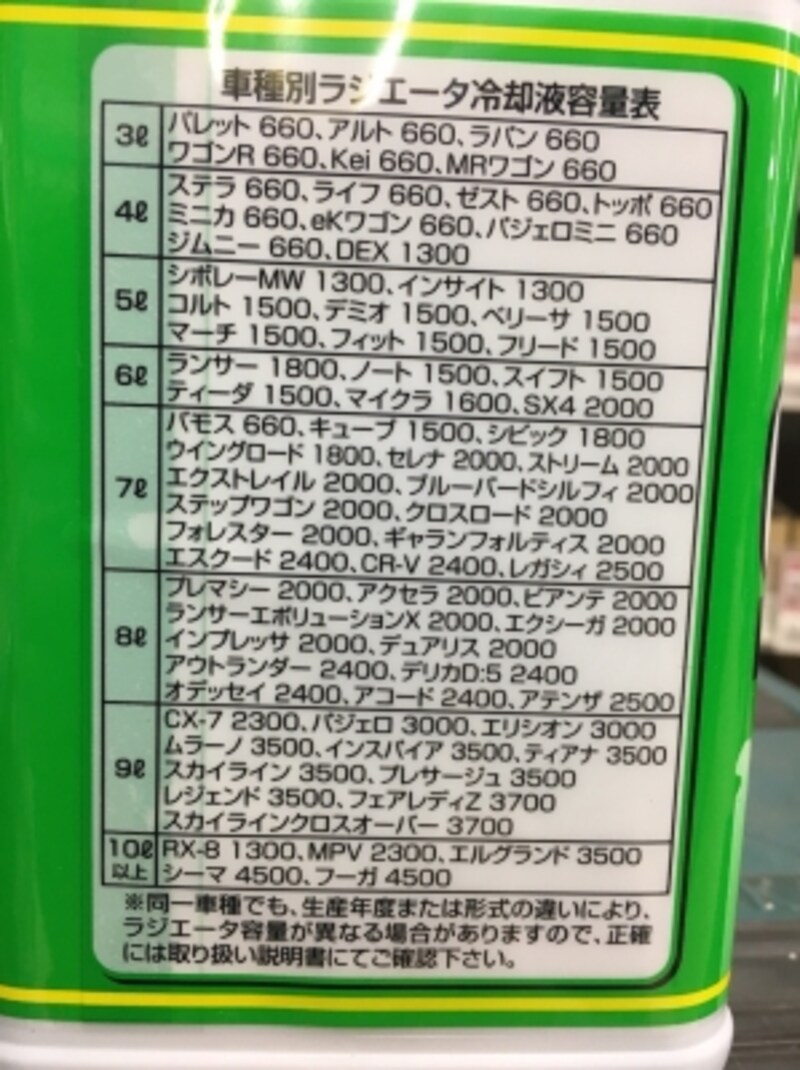 車種別ラジエータ冷却液容量表
3ℓ パレット 660、アルト 660、ラパン 660
ワゴンR 660、Kei 660、MRワゴン 660
4ℓ ステラ 660、ライフ 660、ゼスト 660、トッポ 660
ミニカ 660、eKワゴン 660、パジェロミニ 660
ジムニー 660、DEX 1300
5ℓ シボレーMW 1300、インサイト 1300
コルト 1500、デミオ 1500、ベリーサ 1500
マーチ 1500、フィット 1500、フリード 1500
6ℓ ランサー 1800、ノート 1500、スイフト 1500
ティーダ 1500、マイクラ 1600、SX4 2000
7ℓ バモス 660、キューブ 1500、シビック 1800
ウイングロード 1800、セレナ 2000、ストリーム 2000
エクストレイル 2000、ブルーバードシルフィ 2000
ステップワゴン 2000、クロスロード 2000
フォレスター 2000、ギャランフォルティス 2000
エスクード 2400、CR-V 2400、レガシィ 2500
8ℓ プレマシー 2000、アクセラ 2000、ビアンテ 2000
ランサーエボリューションX 2000、エクシーガ 2000
インプレッサ 2000、デュアリス 2000
アウトランダー 2400、デリカD:5 2400
オデッセイ 2400、アコード 2400、アテンザ 2500
9ℓ CX-7 2300、パジェロ 3000、エリシオン 3000
ムラーノ 3500、インスパイア 3500、ティアナ 3500
スカイライン 3500、プレサージュ 3500
レジェンド 3500、フェアレディZ 3700
スカイラインクロスオーバー 3700
10ℓ以上 RX-8 1300、MPV 2300、エルグランド 3500
シーマ 4500、フーガ 4500
※同一車種でも、生産年度または形式の違いにより、
ラジエータ容量が異なる場合がありますので、正確
には取り扱い説明書にてご確認下さい。